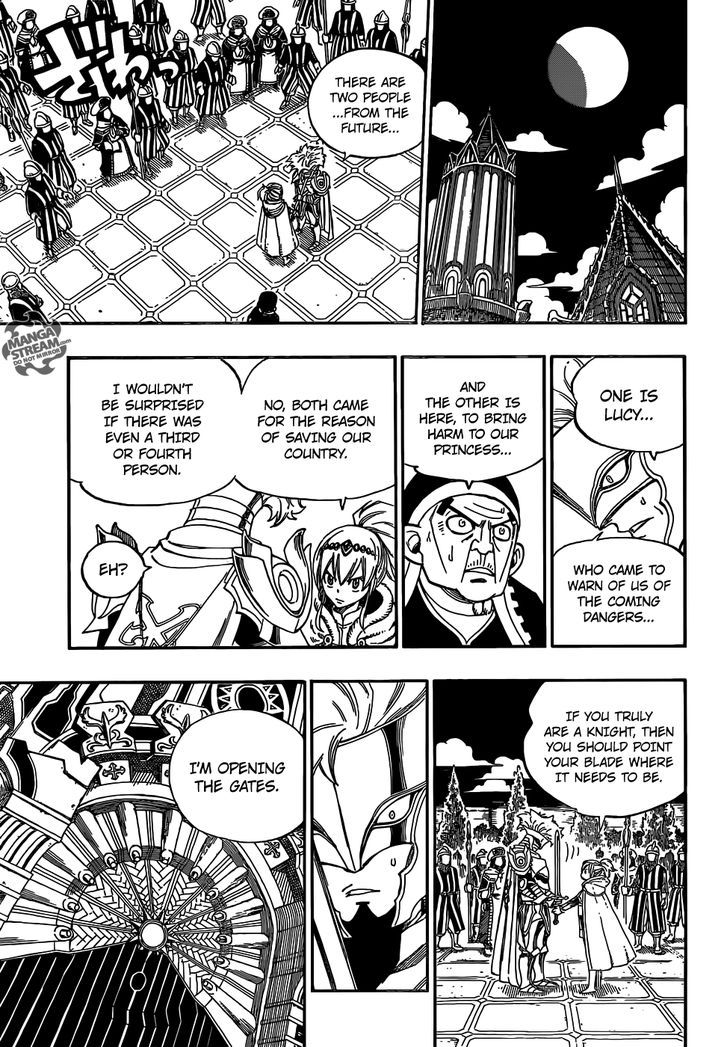 THERE ARE
TWO PEOPLE
...FROM THE
FUTURE...
ざわっ
MANGA
STREAM.com
DO NOT MIRROR
ONE IS
LUCY...
WHO CAME TO
WARN OF US OF
THE COMING
DANGERS...
AND
THE OTHER IS
HERE, TO BRING
HARM TO OUR
PRINCESS...
NO, BOTH CAME
FOR THE REASON
OF SAVING OUR
COUNTRY.
I WOULDN'T
BE SURPRISED
IF THERE WAS
EVEN A THIRD
OR FOURTH
PERSON.
EH?
IF YOU TRULY
ARE A KNIGHT, THEN
YOU SHOULD POINT
YOUR BLADE WHERE
IT NEEDS TO BE.
I'M OPENING
THE GATES.